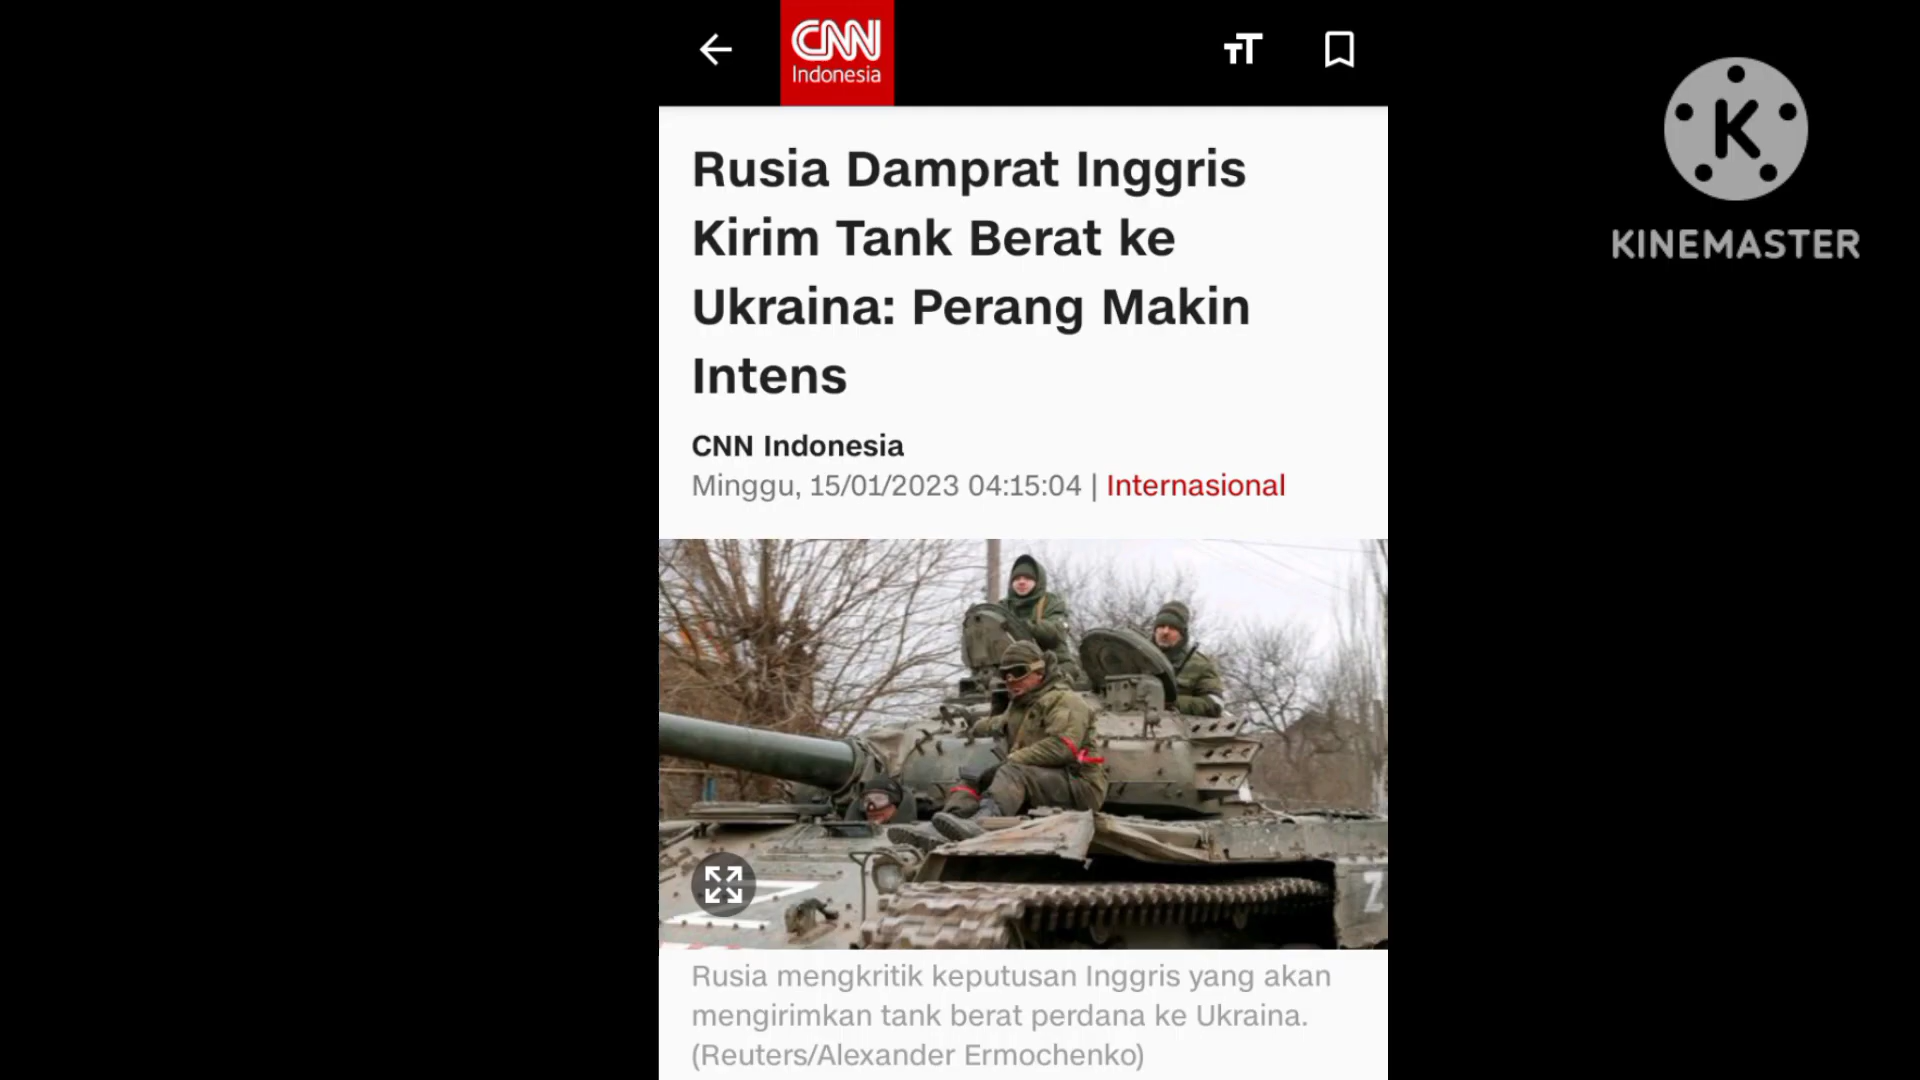 CNN
Indonesia
TT
Rusia Damprat Inggris
Kirim Tank Berat ke
Ukraina: Perang Makin
Intens
CNN Indonesia
Minggu, 15/01/2023 04:15:04 | Internasional
Z
Z
Rusia mengkritik keputusan Inggris yang akan
mengirimkan tank berat perdana ke Ukraina.
(Reuters/Alexander Ermochenko)
K
KINEMASTER